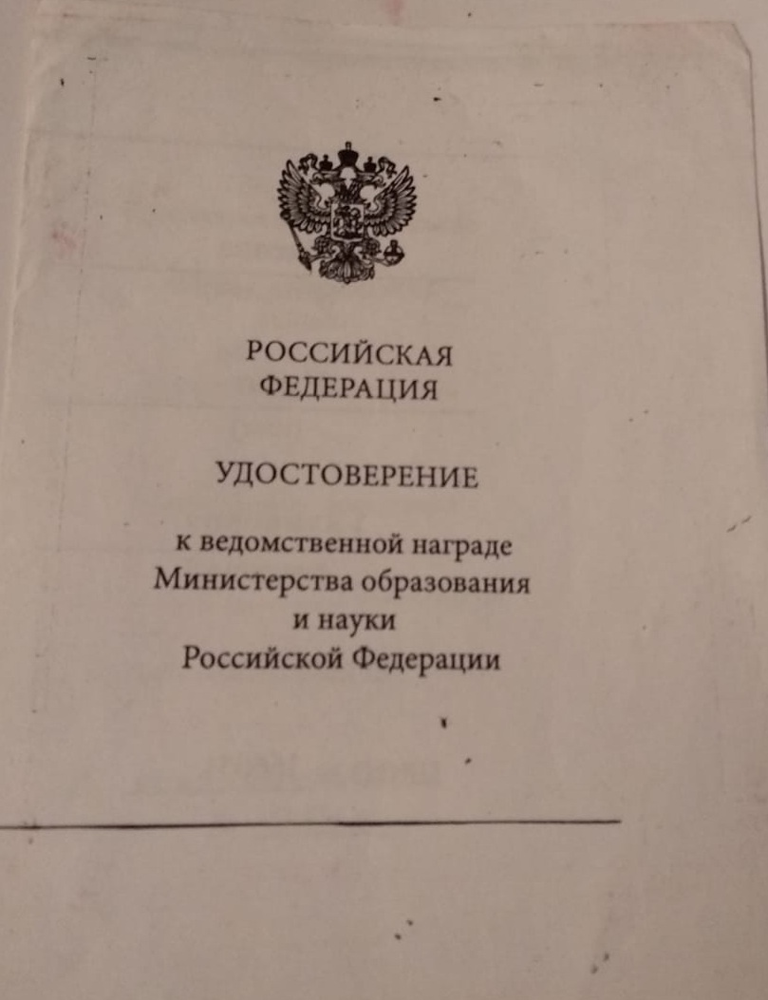 РОССИЙСКАЯ
ФЕДЕРАЦИЯ
УДОСТОВЕРЕНИЕ
к ведомственной награде
Министерства образования
и науки
Российской Федерации